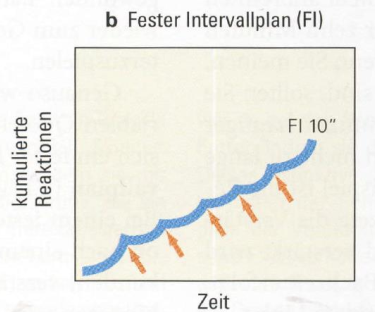 b Fester Intervallplan (FI)
kumulierte
Reaktionen
FI 10"
Zeit